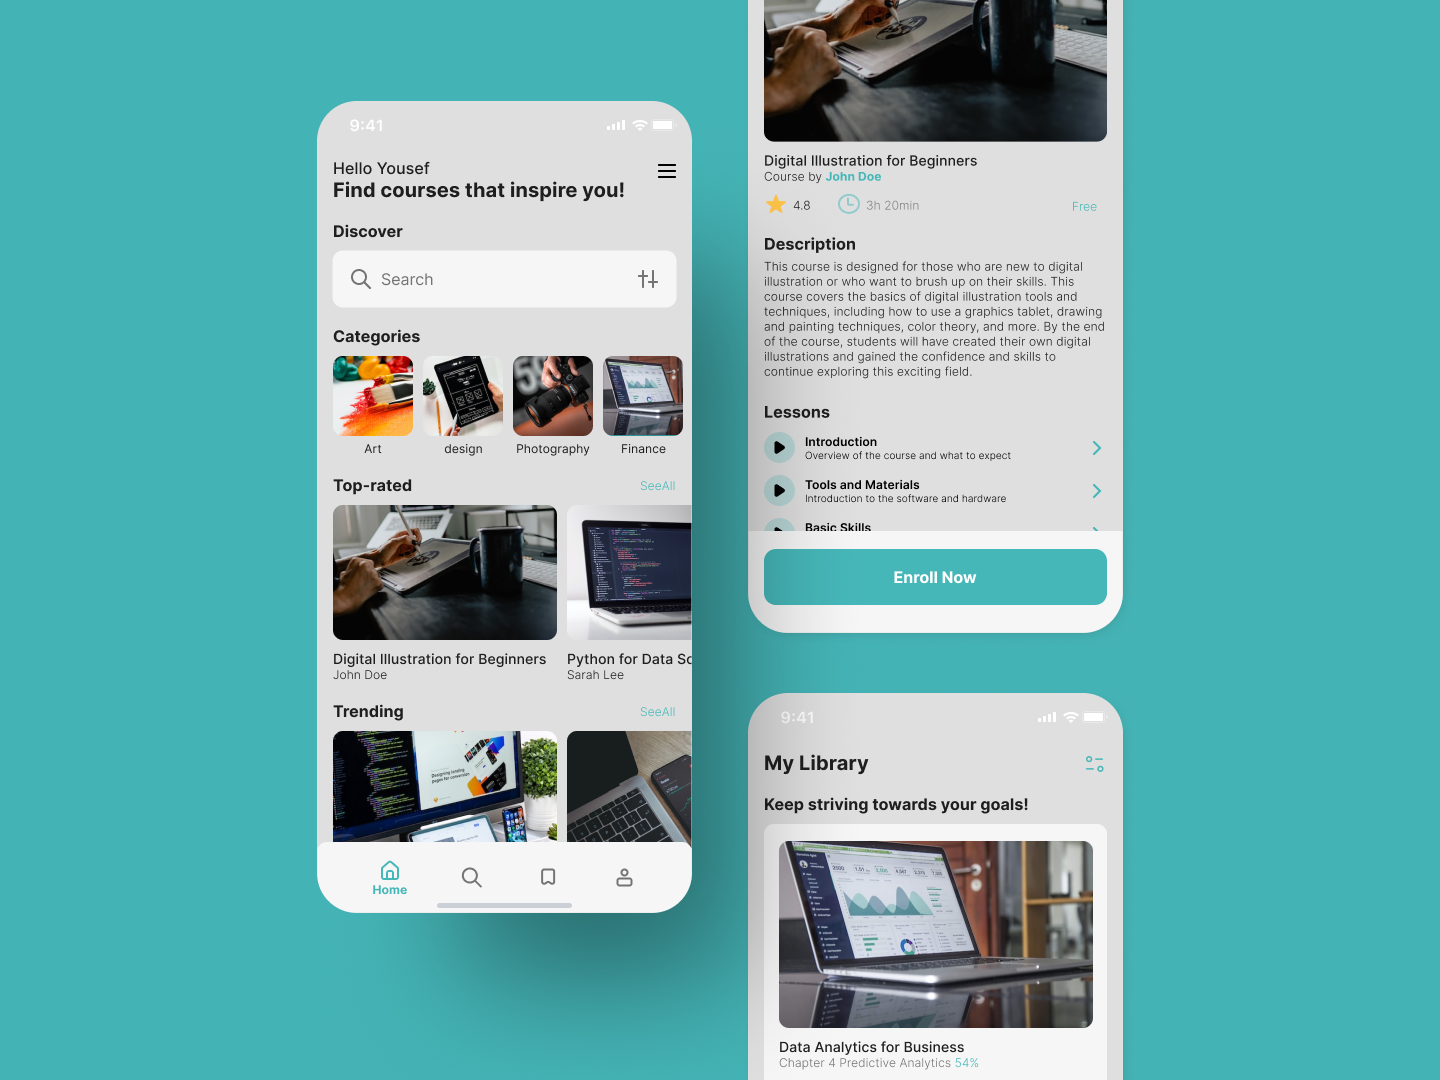 9:41
Hello Yousef
Find courses that inspire you!
Discover
Search
Categories
Art
design
Photography
Finance
Top-rated
SeeAll
Digital Illustration for Beginners
John Doe
Python for Data Sc
Sarah Lee
Trending
SeeAll
Designing landing
pages for conversion
Home
Digital Illustration for Beginners
Course by John Doe
4.8
3h 20min
Free
Description
This course is designed for those who are new to digital
illustration or who want to brush up on their skills. This
course covers the basics of digital illustration tools and
techniques, including how to use a graphics tablet, drawing
and painting techniques, color theory, and more. By the end
of the course, students will have created their own digital
illustrations and gained the confidence and skills to
continue exploring this exciting field.
Lessons
Introduction
Overview of the course and what to expect
Tools and Materials
Introduction to the software and hardware
Basic Skills
Enroll Now
9:41
My Library
Keep striving towards your goals!
Data Analytics for Business
Chapter 4 Predictive Analytics 54%